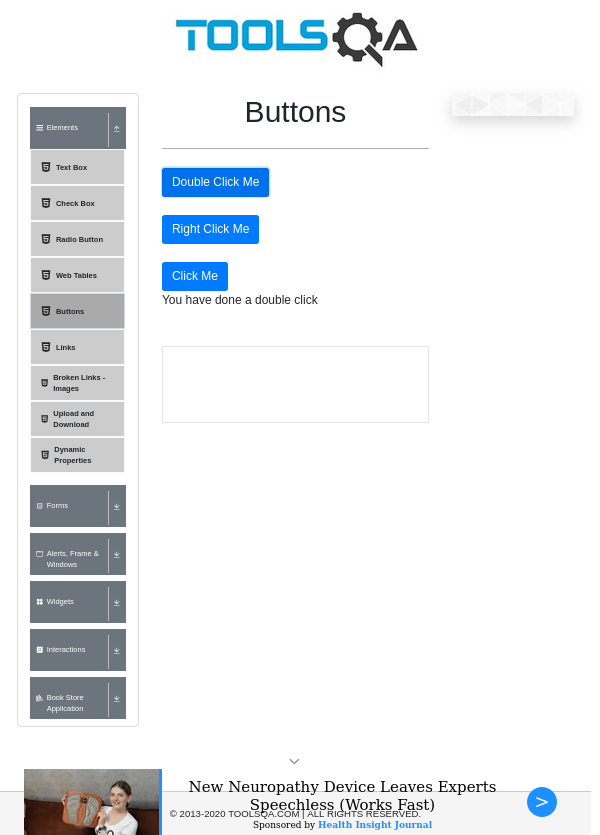 TOOLSQA
Elements
Text Box
Check Box
Radio Button
Web Tables
Buttons
Links
Broken Links -
Images
Upload and
Download
Dynamic
Properties
Forms
Alerts, Frame &
Windows
Widgets
Interactions
Book Store
Application
Buttons
Double Click Me
Right Click Me
Click Me
You have done a double click
New Neuropathy Device Leaves Experts
Speechless (Works Fast)
© 2013-2020 TOOLSQA.COM | ALL RIGHTS RESERVED.
Sponsored by Health Insight Journal